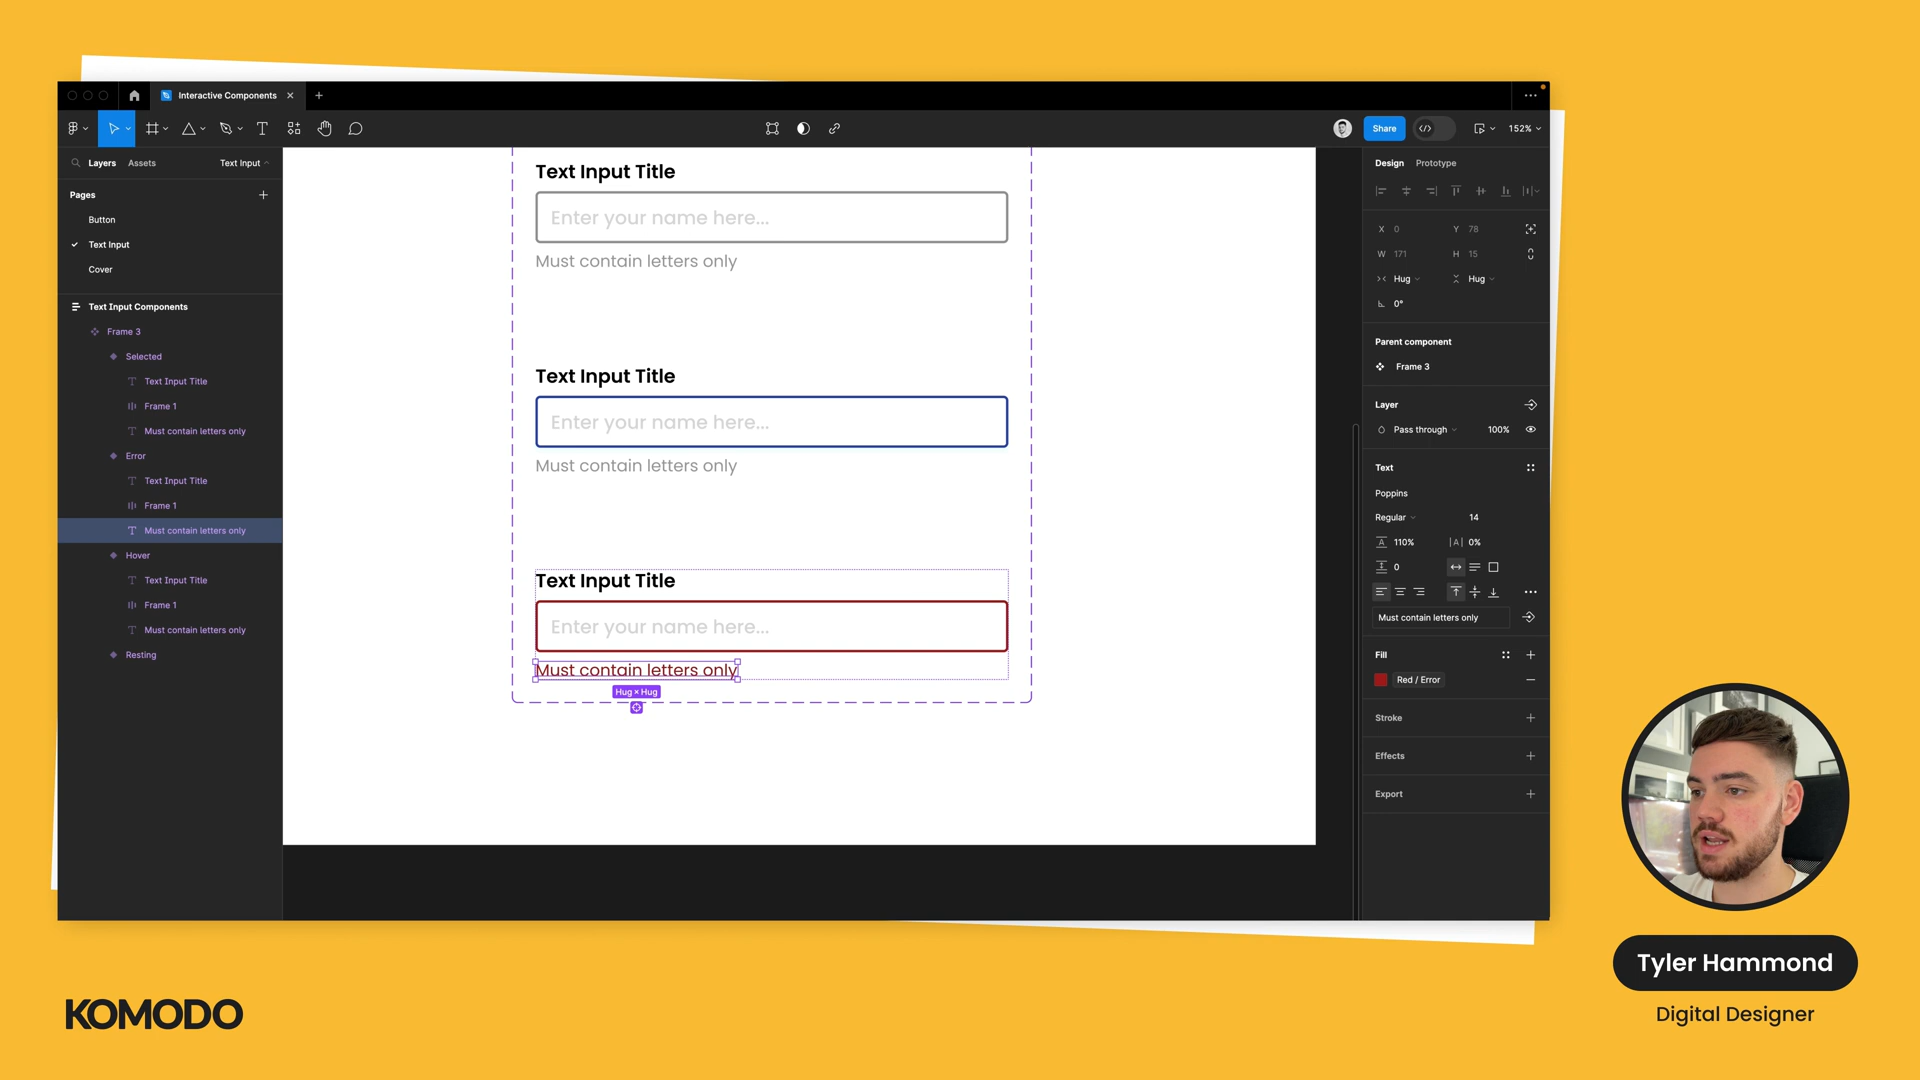 Interactive Components
Share
152%
Layers
Assets
Text Input
Pages
Button
Text Input
Cover
Text Input Components
Frame 3
Selected
Text Input Title
Frame 1
Must contain letters only
Error
Text Input Title
Frame 1
Must contain letters only
Hover
Text Input Title
Frame 1
Must contain letters only
Resting
Text Input Title
Enter your name here...
Must contain letters only
Text Input Title
Enter your name here...
Must contain letters only
Text Input Title
Enter your name here...
Must contain letters only
Hug × Hug
Design
Prototype
X 0
Y 78
W 171
H 15
Hug
Hug
0°
Parent component
Frame 3
Layer
Pass through
100%
Text
Poppins
Regular
14
110%
0%
0
Must contain letters only
Fill
Red / Error
Stroke
Effects
Export
Tyler Hammond
Digital Designer
KOMODO